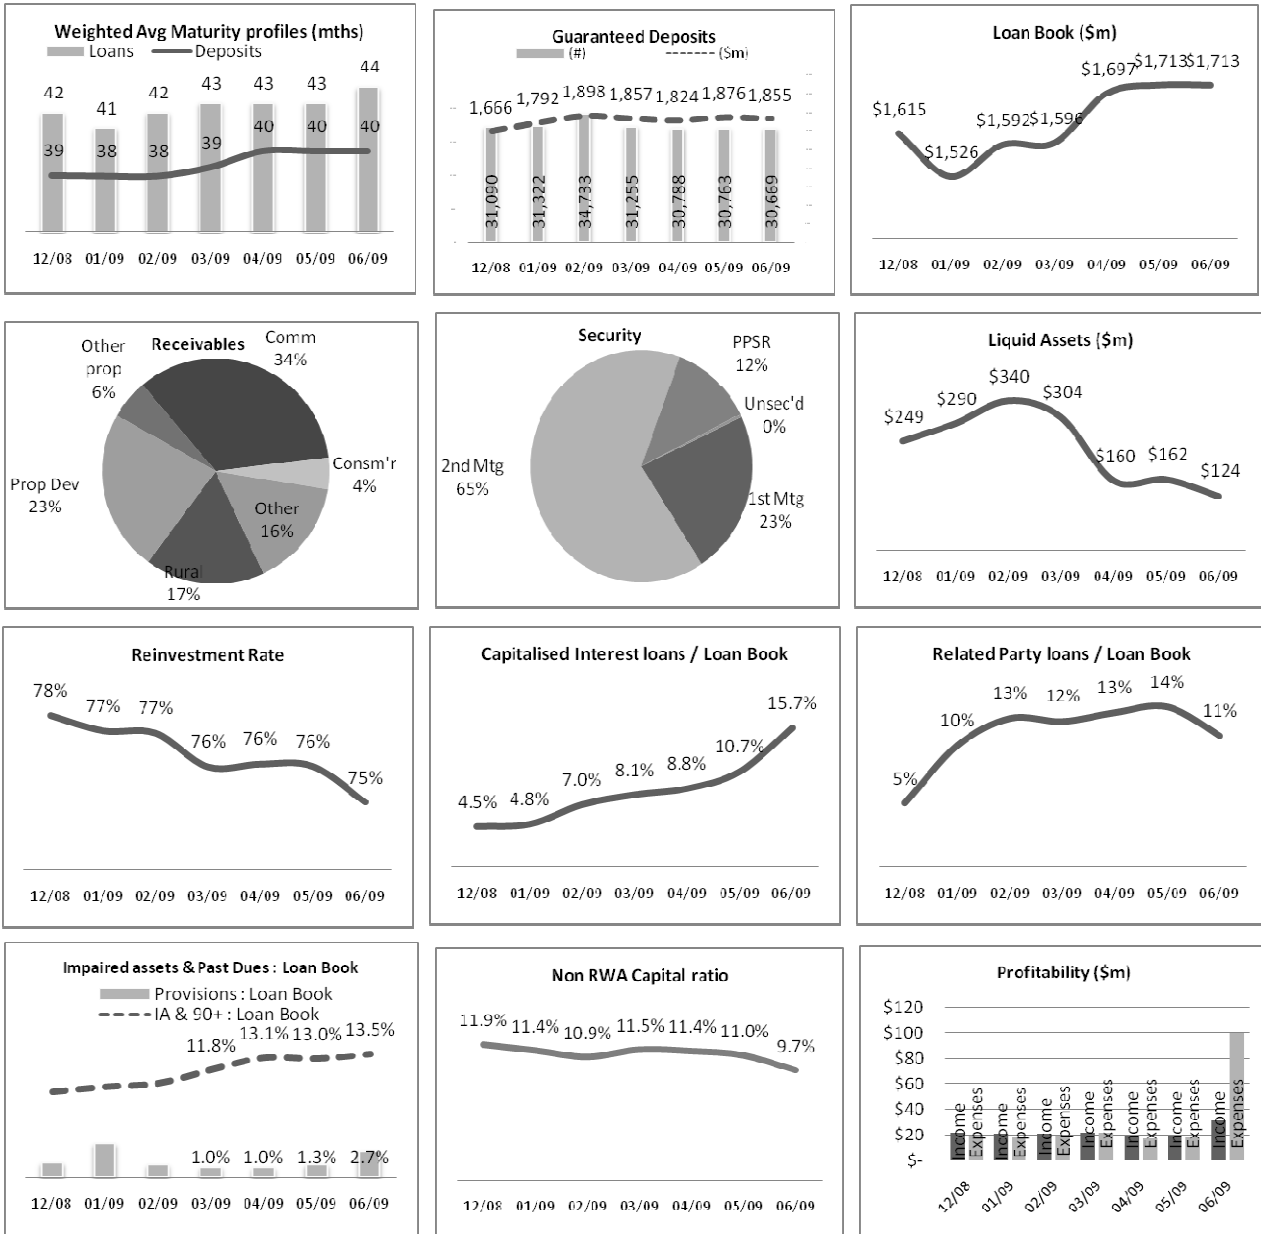 Weighted Avg Maturity profiles (mths)
Loans Deposits
42 41 42 43 43 43 44
39 38 38 39 40 40 40
12/08 01/09 02/09 03/09 04/09 05/09 06/09
Guaranteed Deposits
(#) ($m)
1,666 1,792 1,898 1,857 1,824 1,876 1,855
31,090 31,322 34,733 31,255 30,788 30,763 30,669
12/08 01/09 02/09 03/09 04/09 05/09 06/09
Loan Book ($m)
$1,615 $1,526 $1,592 $1,596 $1,697 $1,713 $1,713
12/08 01/09 02/09 03/09 04/09 05/09 06/09
Receivables
Comm
34%
Consm'r
4%
Other
16%
Rural
17%
Prop Dev
23%
Other
prop
6%
Security
PPSR
12%
Unsec'd
0%
1st Mtg
23%
2nd Mtg
65%
Liquid Assets ($m)
$249 $290 $340 $304 $160 $162 $124
12/08 01/09 02/09 03/09 04/09 05/09 06/09
Reinvestment Rate
78% 77% 77% 76% 76% 76% 75%
12/08 01/09 02/09 03/09 04/09 05/09 06/09
Capitalised Interest loans / Loan Book
4.5% 4.8% 7.0% 8.1% 8.8% 10.7% 15.7%
12/08 01/09 02/09 03/09 04/09 05/09 06/09
Related Party loans / Loan Book
5% 10% 13% 12% 13% 14% 11%
12/08 01/09 02/09 03/09 04/09 05/09 06/09
Impaired assets & Past Dues : Loan Book
Provisions : Loan Book
IA & 90+ : Loan Book
11.8% 13.1% 13.0% 13.5%
1.0% 1.0% 1.3% 2.7%
12/08 01/09 02/09 03/09 04/09 05/09 06/09
Non RWA Capital ratio
11.9% 11.4% 10.9% 11.5% 11.4% 11.0% 9.7%
12/08 01/09 02/09 03/09 04/09 05/09 06/09
Profitability ($m)
$120
$100
$80
$60
$40
$20
$-
Income Expenses Income Expenses Income Expenses Income Expenses Income Expenses Income Expenses Income Expenses
12/08 01/09 02/09 03/09 04/09 05/09 06/09